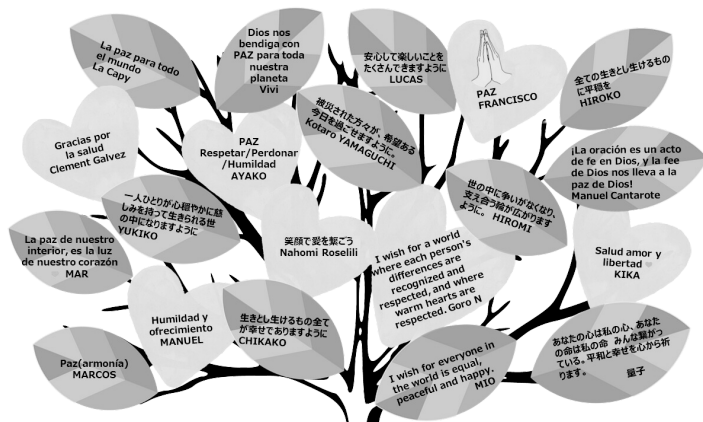 La paz para todo
el mundo
La Capy
Dios nos
bendiga con
PAZ para toda
nuestra
planeta
Vivi
安心して楽しいことを
たくさんできますように
LUCAS
PAZ
FRANCISCO
全ての生きとし生けるもの
に平穏を
HIROKO
Gracias por
la salud
Clement Galvez
PAZ
Respetar/Perdonar
/Humildad
AYAKO
被災された方々が、希望ある
今日を過ごせますように。
Kotaro YAMAGUCHI
¡La oración es un acto
de fe en Dios, y la fee
de Dios nos lleva a la
paz de Dios!
Manuel Cantarote
一人ひとりが心穏やかに慈
しみを持って生きられる世
の中になりますように
YUKIKO
世の中に争いがなくなり、
支え合う輪が広がります
ように。 HIROMI
La paz de nuestro
interior, es la luz
de nuestro corazón
MAR
笑顔で愛を繋ごう
Nahomi Roselili
I wish for a world
where each person's
differences are
recognized and
respected, and where
warm hearts are
respected. Goro N
Salud amor y
libertad
KIKA
Humildad y
ofrecimiento
MANUEL
生きとし生けるもの全て
が幸せでありますように
CHIKAKO
Paz(armonía)
MARCOS
I wish for everyone in
the world is equal,
peaceful and happy.
MIO
あなたの心は私の心、あなた
の命は私の命 みんな繋がっ
ている。平和と幸せを心から祈
ります。 量子